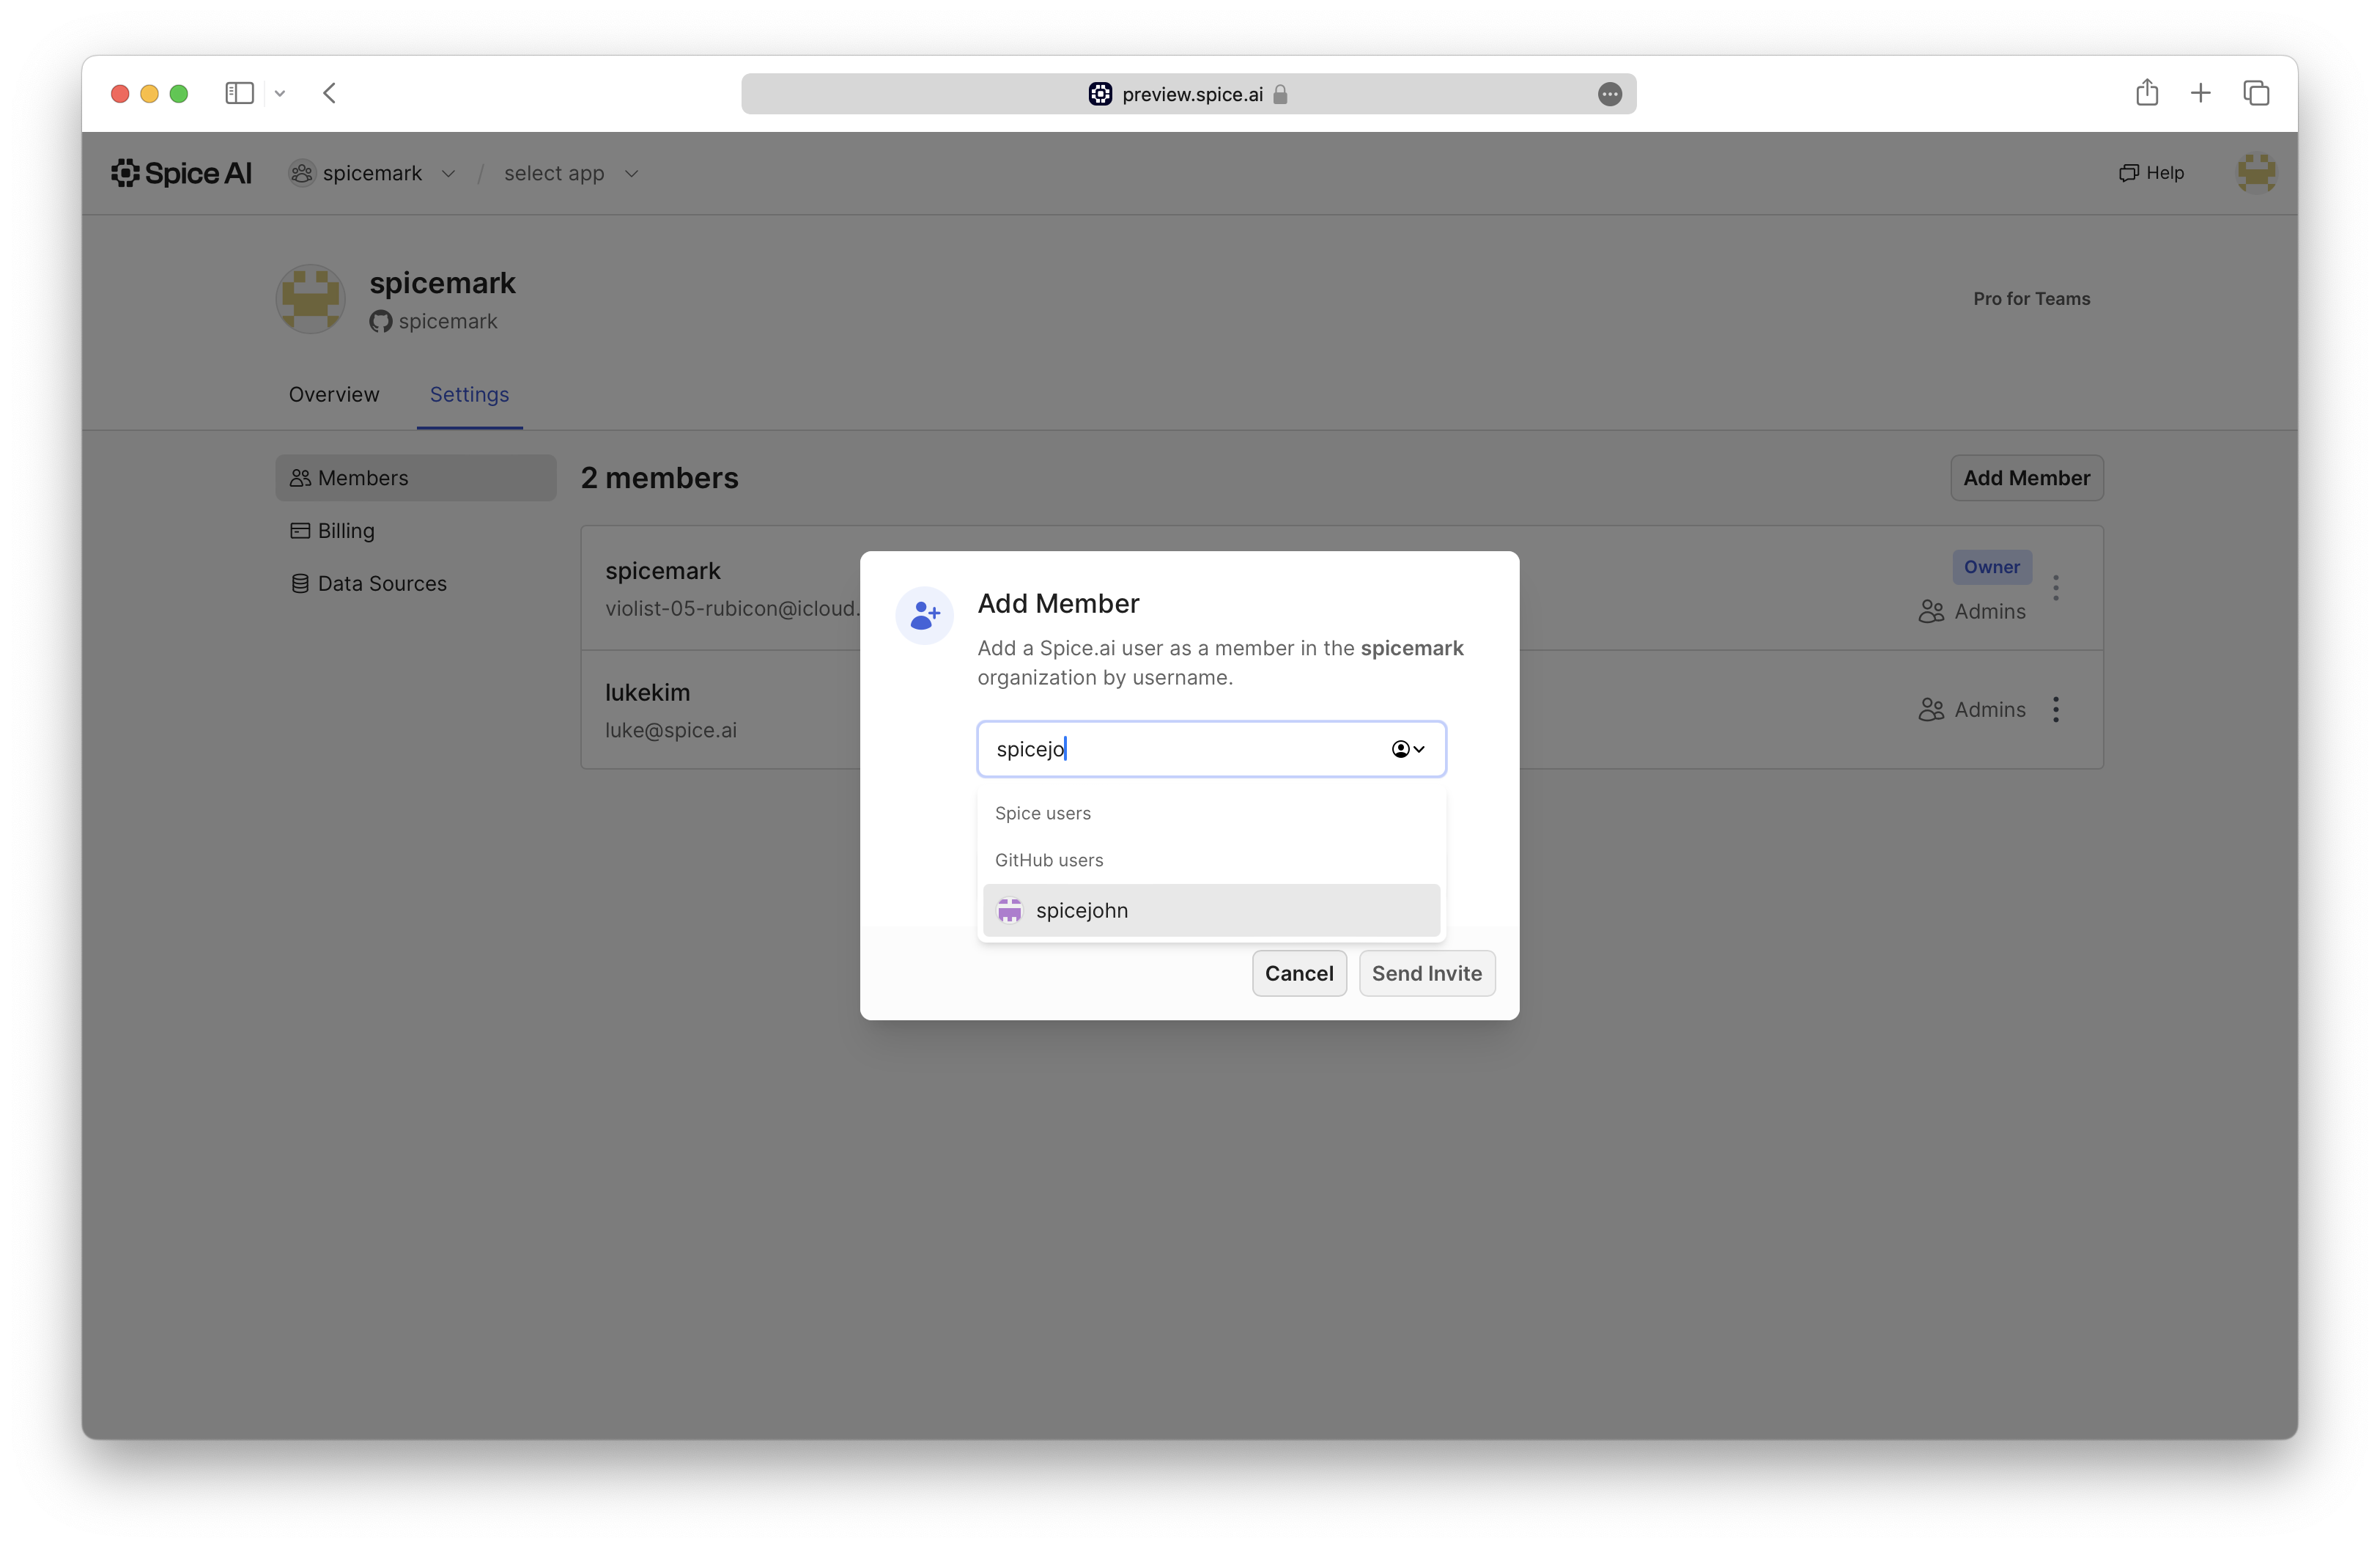 preview.spice.ai
Spice AI
spicemark / select app
Help
spicemark
spicemark
Pro for Teams
Overview
Settings
Members
Billing
Data Sources
2 members
Add Member
spicemark
violist-05-rubicon@icloud.
Owner
Admins
lukekim
luke@spice.ai
Admins
Add Member
Add a Spice.ai user as a member in the spicemark
organization by username.
spicejo
Spice users
GitHub users
spicejohn
Cancel
Send Invite